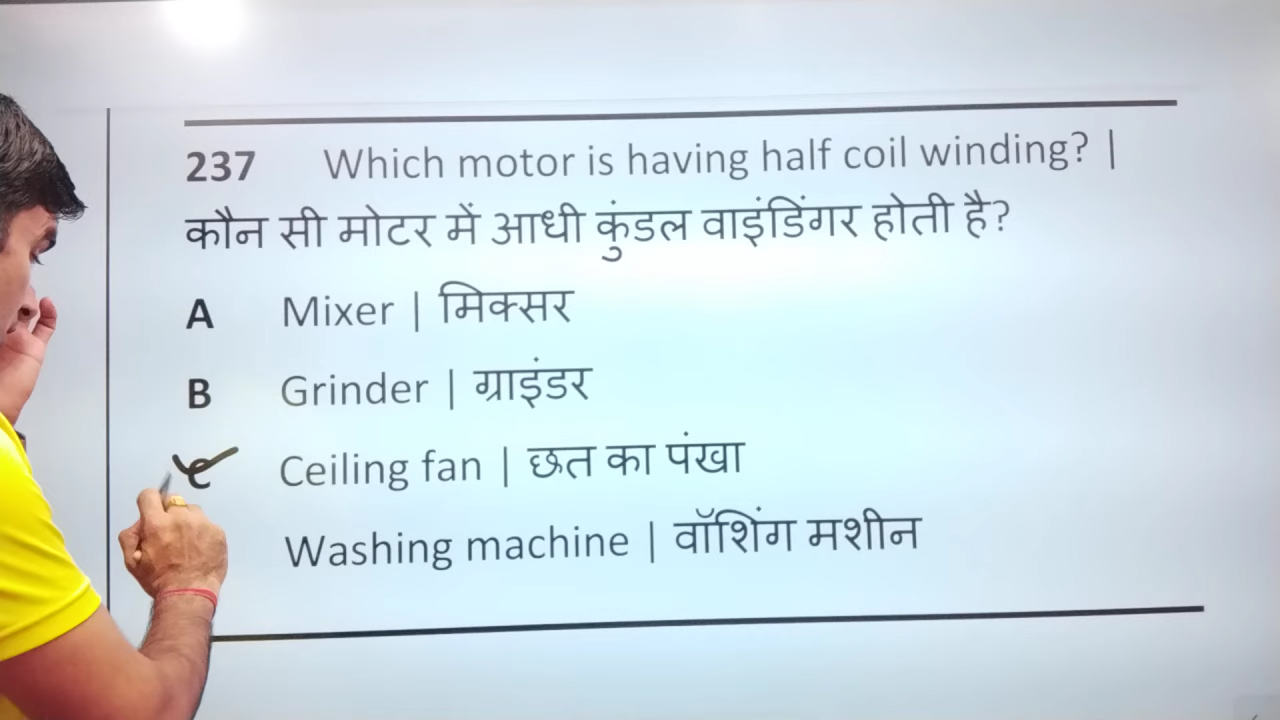 237 Which motor is having half coil winding? |
कौन सी मोटर में आधी कुंडल वाइंडिंगर होती है?
A Mixer | मिक्सर
B Grinder | ग्राइंडर
C Ceiling fan | छत का पंखा
Washing machine | वॉशिंग मशीन